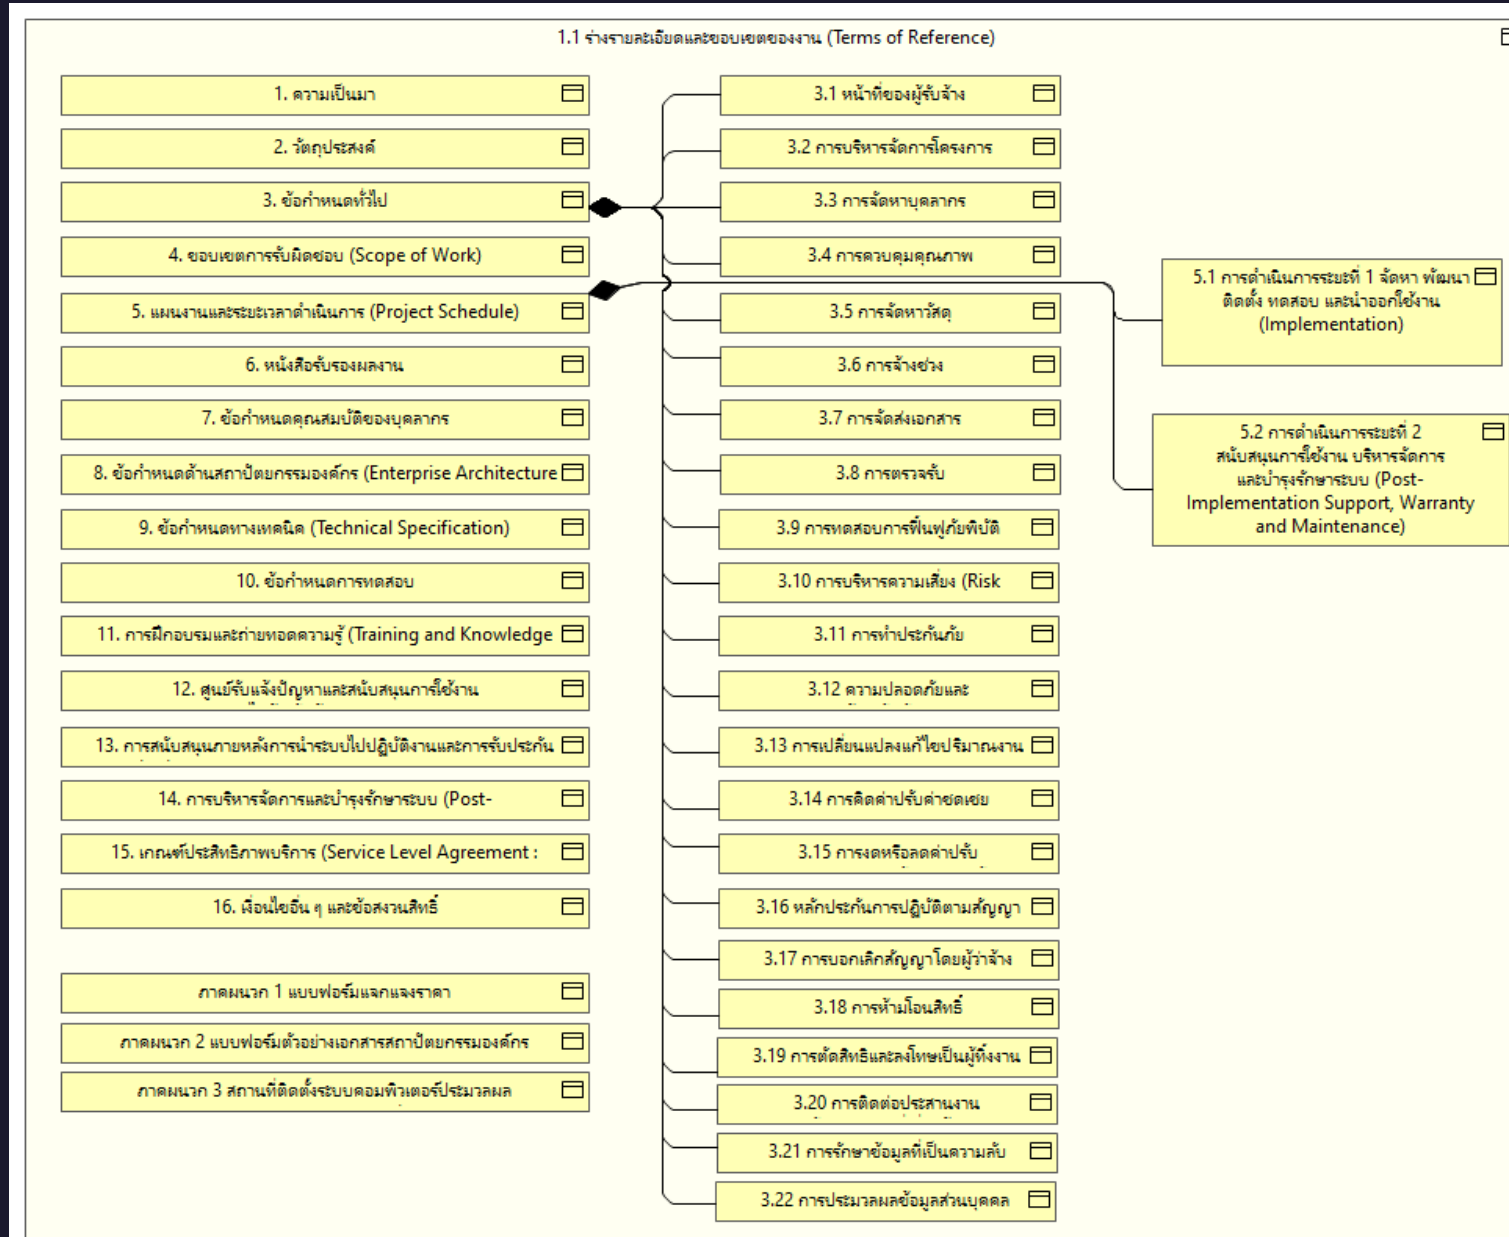 1.1 ร่างรายละเอียดและขอบเขตของงาน (Terms of Reference)
1. ความเป็นมา
2. วัตถุประสงค์
3. ข้อกำหนดทั่วไป
4. ขอบเขตการรับผิดชอบ (Scope of Work)
5. แผนงานและระยะเวลาดำเนินการ (Project Schedule)
6. หนังสือรับรองผลงาน
7. ข้อกำหนดคุณสมบัติของบุคลากร
8. ข้อกำหนดด้านสถาปัตยกรรมองค์กร (Enterprise Architecture
9. ข้อกำหนดทางเทคนิค (Technical Specification)
10. ข้อกำหนดการทดสอบ
11. การฝึกอบรมและถ่ายทอดความรู้ (Training and Knowledge
12. ศูนย์รับแจ้งปัญหาและสนับสนุนการใช้งาน
13. การสนับสนุนภายหลังการนำระบบไปปฏิบัติงานและการรับประกัน
14. การบริหารจัดการและบำรุงรักษาระบบ (Post-
15. เกณฑ์ประสิทธิภาพบริการ (Service Level Agreement :
16. เงื่อนไขอื่น ๆ และข้อสงวนสิทธิ์
ภาคผนวก 1 แบบฟอร์มแจกแจงราคา
ภาคผนวก 2 แบบฟอร์มตัวอย่างเอกสารสถาปัตยกรรมองค์กร
ภาคผนวก 3 สถานที่ติดตั้งระบบคอมพิวเตอร์ประมวลผล
3.1 หน้าที่ของผู้รับจ้าง
3.2 การบริหารจัดการโครงการ
3.3 การจัดหาบุคลากร
3.4 การควบคุมคุณภาพ
3.5 การจัดหาวัสดุ
3.6 การจ้างช่วง
3.7 การจัดส่งเอกสาร
3.8 การตรวจรับ
3.9 การทดสอบการฟื้นฟูภัยพิบัติ
3.10 การบริหารความเสี่ยง (Risk
3.11 การทำประกันภัย
3.12 ความปลอดภัยและ
3.13 การเปลี่ยนแปลงแก้ไขปริมาณงาน
3.14 การคิดค่าปรับค่าชดเชย
3.15 การงดหรือลดค่าปรับ
3.16 หลักประกันการปฏิบัติตามสัญญา
3.17 การบอกเลิกสัญญาโดยผู้ว่าจ้าง
3.18 การห้ามโอนสิทธิ์
3.19 การตัดสิทธิและลงโทษเป็นผู้ทิ้งงาน
3.20 การติดต่อประสานงาน
3.21 การรักษาข้อมูลที่เป็นความลับ
3.22 การประมวลผลข้อมูลส่วนบุคคล
5.1 การดำเนินการระยะที่ 1 จัดหา พัฒนา
ติดตั้ง ทดสอบ และนำออกใช้งาน
(Implementation)
5.2 การดำเนินการระยะที่ 2
สนับสนุนการใช้งาน บริหารจัดการ
และบำรุงรักษาระบบ (Post-
Implementation Support, Warranty
and Maintenance)